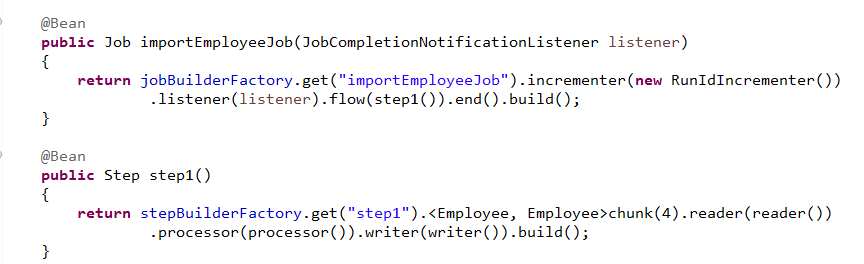 @Bean
public Job importEmployeeJob(JobCompletionNotificationListener listener)
{
return jobBuilderFactory.get("importEmployeeJob").incrementer(new RunIdIncrementer())
.listener(listener).flow(step1()).end().build();
}
@Bean
public Step step1()
{
return stepBuilderFactory.get("step1").<Employee, Employee>chunk(4).reader(reader())
.processor(processor()).writer(writer()).build();
}